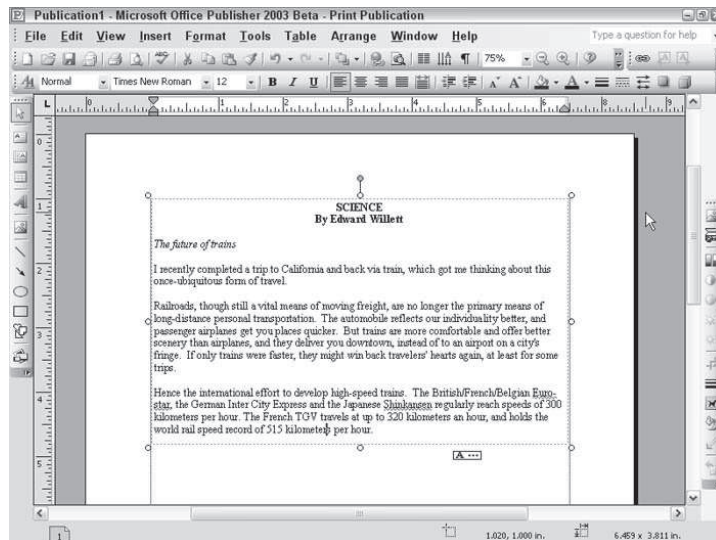 Publication1 - Microsoft Office Publisher 2003 Beta - Print Publication
File Edit View Insert Format Tools Table Arrange Window Help Type a question for help
75%
Normal Times New Roman 12 B I U
SCIENCE
By Edward Willett
The future of trains
I recently completed a trip to California and back via train, which got me thinking about this
once-ubiquitous form of travel.
Railroads, though still a vital means of moving freight, are no longer the primary means of
long-distance personal transportation. The automobile reflects our individuality better, and
passenger airplanes get you places quicker. But trains are more comfortable and offer better
scenery than airplanes, and they deliver you downtown, instead of to an airport on a city's
fringe. If only trains were faster, they might win back travelers' hearts again, at least for some
trips.
Hence the international effort to develop high-speed trains. The British/French/Belgian Euro-
star, the German Inter City Express and the Japanese Shinkansen regularly reach speeds of 300
kilometers per hour. The French TGV travels at up to 320 kilometers an hour, and holds the
world rail speed record of 515 kilometers per hour.
A ...
1
1.020, 1.000 in. 6.459 x 3.811 in.